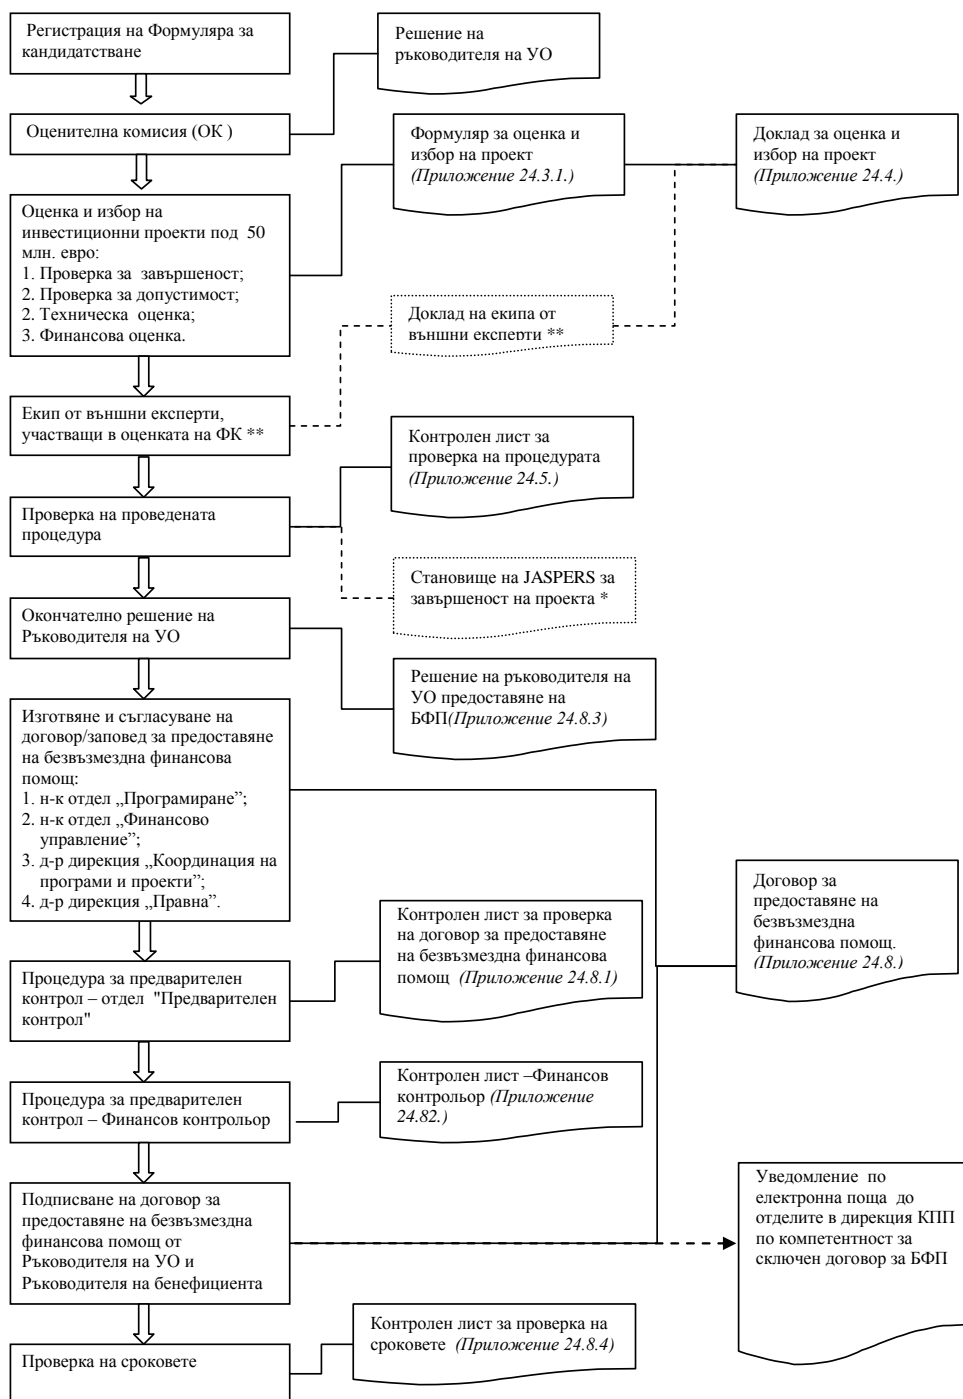 Регистрация на Формуляра за
кандидатстване
Решение на
ръководителя на УО
Оценителна комисия (ОК )
Формуляр за оценка и
избор на проект
(Приложение 24.3.1.)
Доклад за оценка и
избор на проект
(Приложение 24.4.)
Оценка и избор на
инвестиционни проекти под 50
млн. евро:
1. Проверка за завършеност;
2. Проверка за допустимост;
2. Техническа оценка;
3. Финансова оценка.
Доклад на екипа от
външни експерти **
Екип от външни експерти,
участващи в оценката на ФК **
Контролен лист за
проверка на процедурата
(Приложение 24.5.)
Проверка на проведената
процедура
Становище на JASPERS за
завършеност на проекта *
Окончателно решение на
Ръководителя на УО
Решение на ръководителя на
УО предоставяне на
БФП(Приложение 24.8.3)
Изготвяне и съгласуване на
договор/заповед за предоставяне
на безвъзмездна финансова
помощ:
1. н-к отдел „Програмиране”;
2. н-к отдел „Финансово
управление”;
3. д-р дирекция „Координация на
програми и проекти”;
4. д-р дирекция „Правна”.
Договор за
предоставяне на
безвъзмездна
финансова помощ.
(Приложение 24.8.)
Контролен лист за проверка
на договор за предоставяне
на безвъзмездна финансова
помощ (Приложение 24.8.1)
Процедура за предварителен
контрол – отдел "Предварителен
контрол"
Контролен лист –Финансов
контрольор (Приложение
24.82.)
Процедура за предварителен
контрол – Финансов контрольор
Уведомление по
електронна поща до
отделите в дирекция КПП
по компетентност за
сключен договор за БФП
Подписване на договор за
предоставяне на безвъзмездна
финансова помощ от
Ръководителя на УО и
Ръководителя на бенефициента
Контролен лист за проверка на
сроковете (Приложение 24.8.4)
Проверка на сроковете